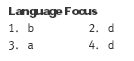 Language Focus
1. b 2. d
3. a 4. d